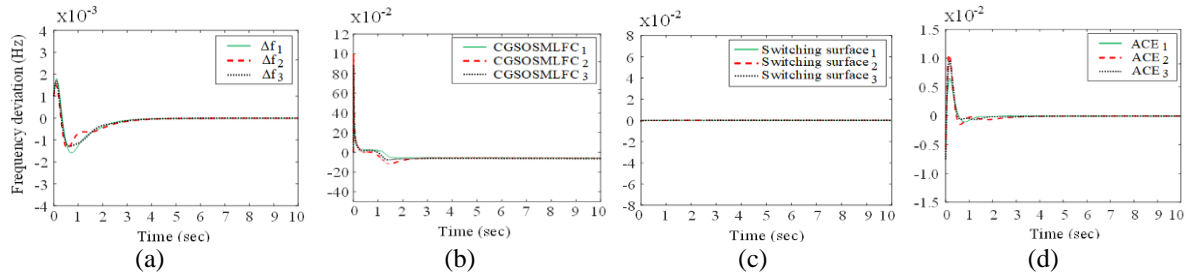 x10⁻³
Frequency deviation (Hz)
4
3
2
1
0
-1
-2
-3
-4
Δf 1
Δf 2
Δf 3
0 1 2 3 4 5 6 7 8 9 10
Time (sec)
(a)
x10⁻²
120
100
80
60
40
20
0
-20
-40
CGSOSMLFC 1
CGSOSMLFC 2
CGSOSMLFC 3
0 1 2 3 4 5 6 7 8 9 10
Time (sec)
(b)
x10⁻²
8
6
4
2
0
-2
-4
-6
-8
Switching surface 1
Switching surface 2
Switching surface 3
0 1 2 3 4 5 6 7 8 9 10
Time (sec)
(c)
x10⁻²
1.5
1.0
0.5
0
-0.5
-1.0
-1.5
ACE 1
ACE 2
ACE 3
0 1 2 3 4 5 6 7 8 9 10
Time (sec)
(d)